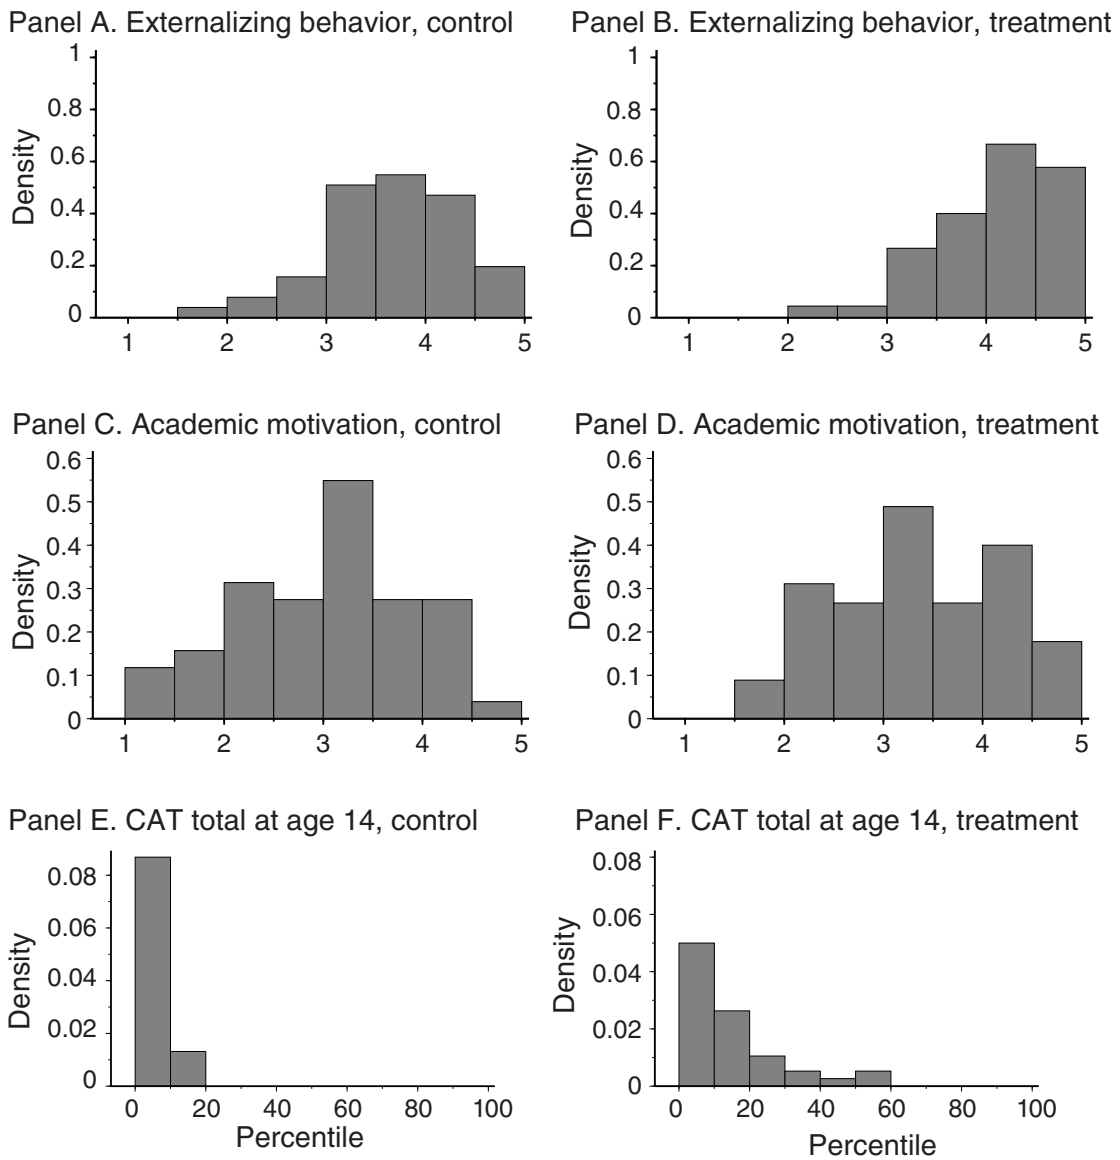 Panel A. Externalizing behavior, control
Panel B. Externalizing behavior, treatment
1
0.8
0.6
0.4
0.2
0
Density
1 2 3 4 5
1
0.8
0.6
0.4
0.2
0
Density
1 2 3 4 5
Panel C. Academic motivation, control
Panel D. Academic motivation, treatment
0.6
0.5
0.4
0.3
0.2
0.1
0
Density
1 2 3 4 5
0.6
0.5
0.4
0.3
0.2
0.1
0
Density
1 2 3 4 5
Panel E. CAT total at age 14, control
Panel F. CAT total at age 14, treatment
0.08
0.06
0.04
0.02
0
Density
0 20 40 60 80 100
Percentile
0.08
0.06
0.04
0.02
0
Density
0 20 40 60 80 100
Percentile